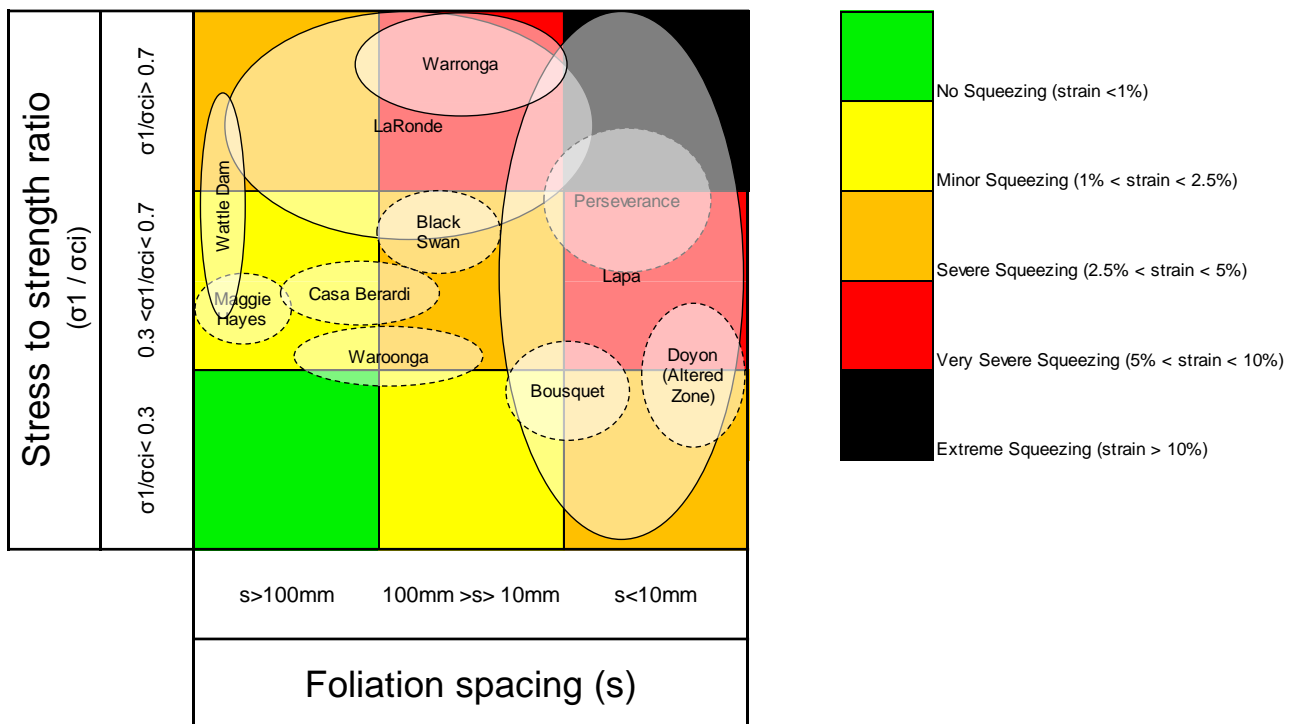 Stress to strength ratio
(σ1 / σci)
σ1/σci> 0.7
0.3 <σ1/σci< 0.7
σ1/σci< 0.3
Warronga
LaRonde
Wattle Dam
Perseverance
Black
Swan
Lapa
Maggie
Hayes
Casa Berardi
Waroonga
Bousquet
Doyon
(Altered
Zone)
s>100mm
100mm >s> 10mm
s<10mm
Foliation spacing (s)
No Squeezing (strain <1%)
Minor Squeezing (1% < strain < 2.5%)
Severe Squeezing (2.5% < strain < 5%)
Very Severe Squeezing (5% < strain < 10%)
Extreme Squeezing (strain > 10%)